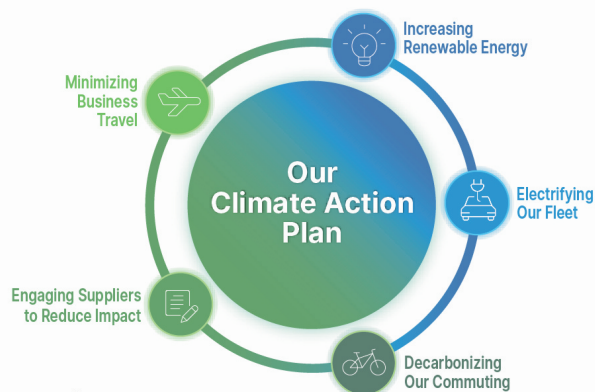 Increasing
Renewable Energy
Minimizing
Business
Travel
Our
Climate Action
Plan
Electrifying
Our Fleet
Engaging Suppliers
to Reduce Impact
Decarbonizing
Our Commuting